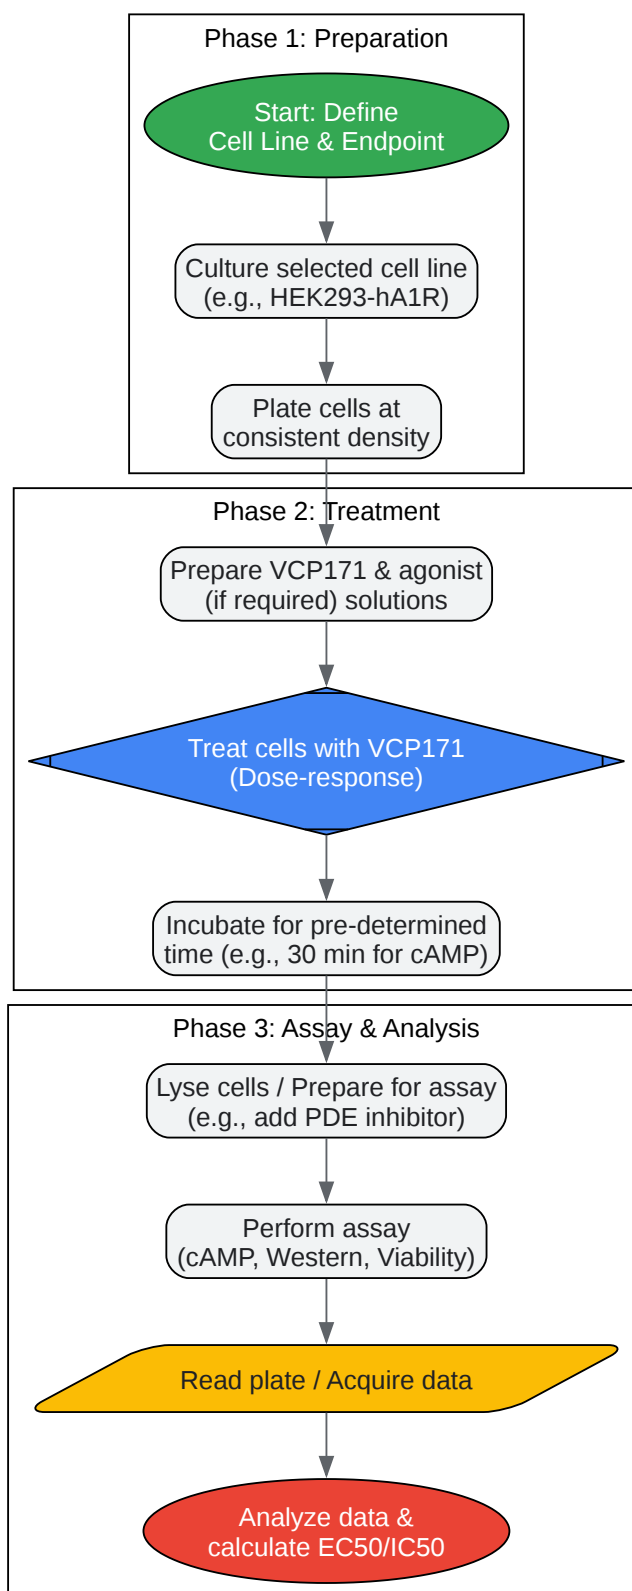 Phase 1: Preparation
Start: Define
Cell Line & Endpoint
Culture selected cell line
(e.g., HEK293-hA1R)
Plate cells at
consistent density
Phase 2: Treatment
Prepare VCP171 & agonist
(if required) solutions
Treat cells with VCP171
(Dose-response)
Incubate for pre-determined
time (e.g., 30 min for cAMP)
Phase 3: Assay & Analysis
Lyse cells / Prepare for assay
(e.g., add PDE inhibitor)
Perform assay
(cAMP, Western, Viability)
Read plate / Acquire data
Analyze data &
calculate EC50/IC50